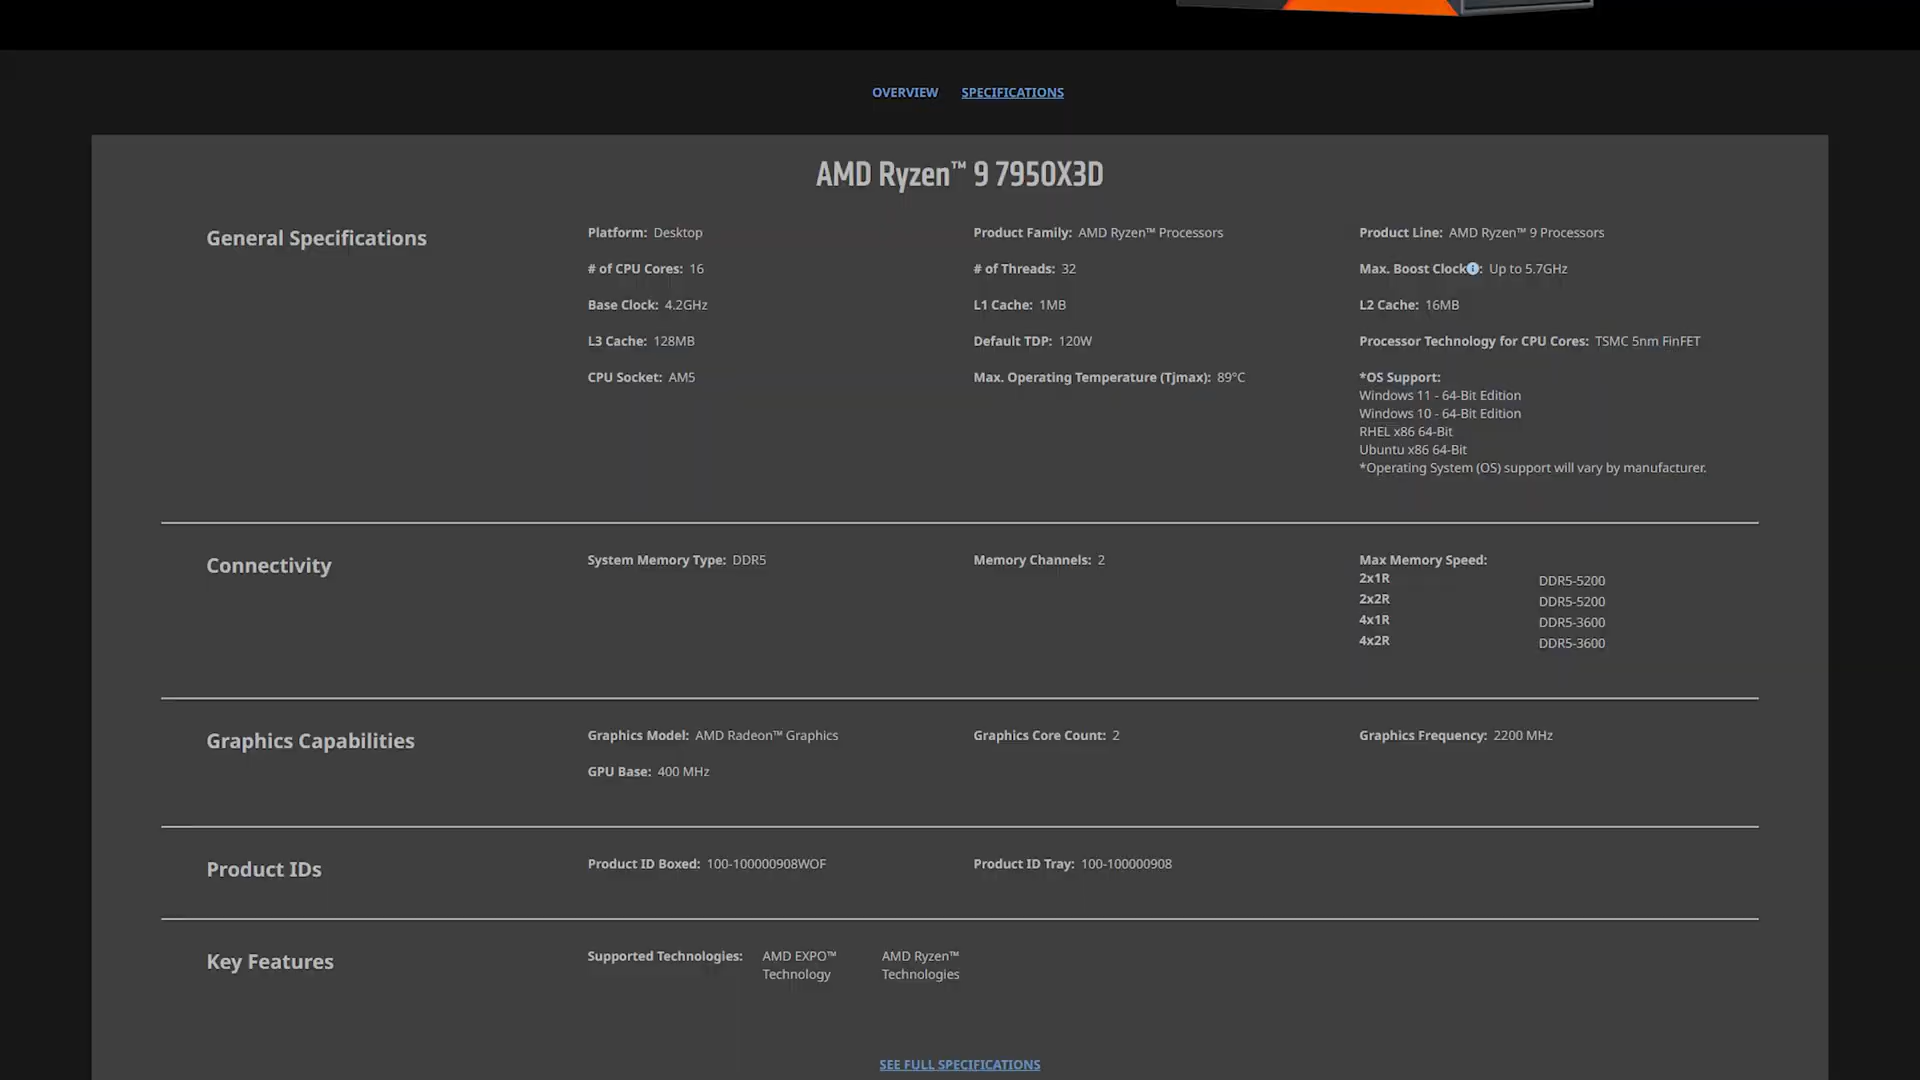 OVERVIEW SPECIFICATIONS
AMD Ryzen™ 9 7950X3D
General Specifications
Platform: Desktop
Product Family: AMD Ryzen™ Processors
Product Line: AMD Ryzen™ 9 Processors
# of CPU Cores: 16
# of Threads: 32
Max. Boost Clock i : Up to 5.7GHz
Base Clock: 4.2GHz
L1 Cache: 1MB
L2 Cache: 16MB
L3 Cache: 128MB
Default TDP: 120W
Processor Technology for CPU Cores: TSMC 5nm FinFET
CPU Socket: AM5
Max. Operating Temperature (Tjmax): 89°C
*OS Support:
Windows 11 - 64-Bit Edition
Windows 10 - 64-Bit Edition
RHEL x86 64-Bit
Ubuntu x86 64-Bit
*Operating System (OS) support will vary by manufacturer.
Connectivity
System Memory Type: DDR5
Memory Channels: 2
Max Memory Speed:
2x1R DDR5-5200
2x2R DDR5-5200
4x1R DDR5-3600
4x2R DDR5-3600
Graphics Capabilities
Graphics Model: AMD Radeon™ Graphics
Graphics Core Count: 2
Graphics Frequency: 2200 MHz
GPU Base: 400 MHz
Product IDs
Product ID Boxed: 100-100000908WOF
Product ID Tray: 100-100000908
Key Features
Supported Technologies: AMD EXPO™ AMD Ryzen™
Technology Technologies
SEE FULL SPECIFICATIONS